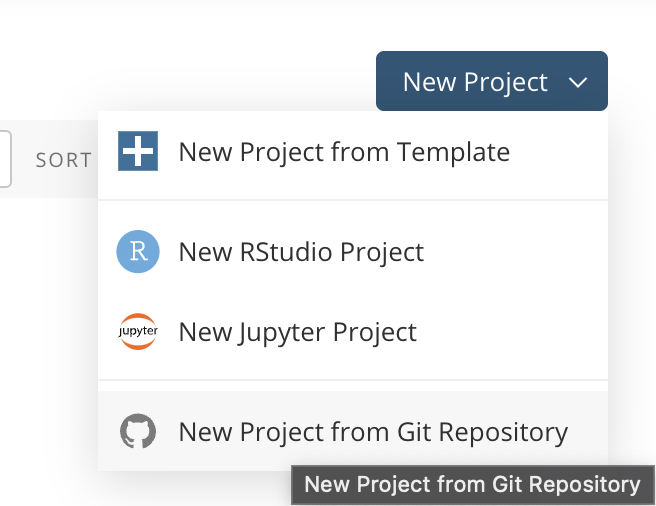 New Project
SORT
New Project from Template
R
New RStudio Project
jupyter
New Jupyter Project
New Project from Git Repository
New Project from Git Repository